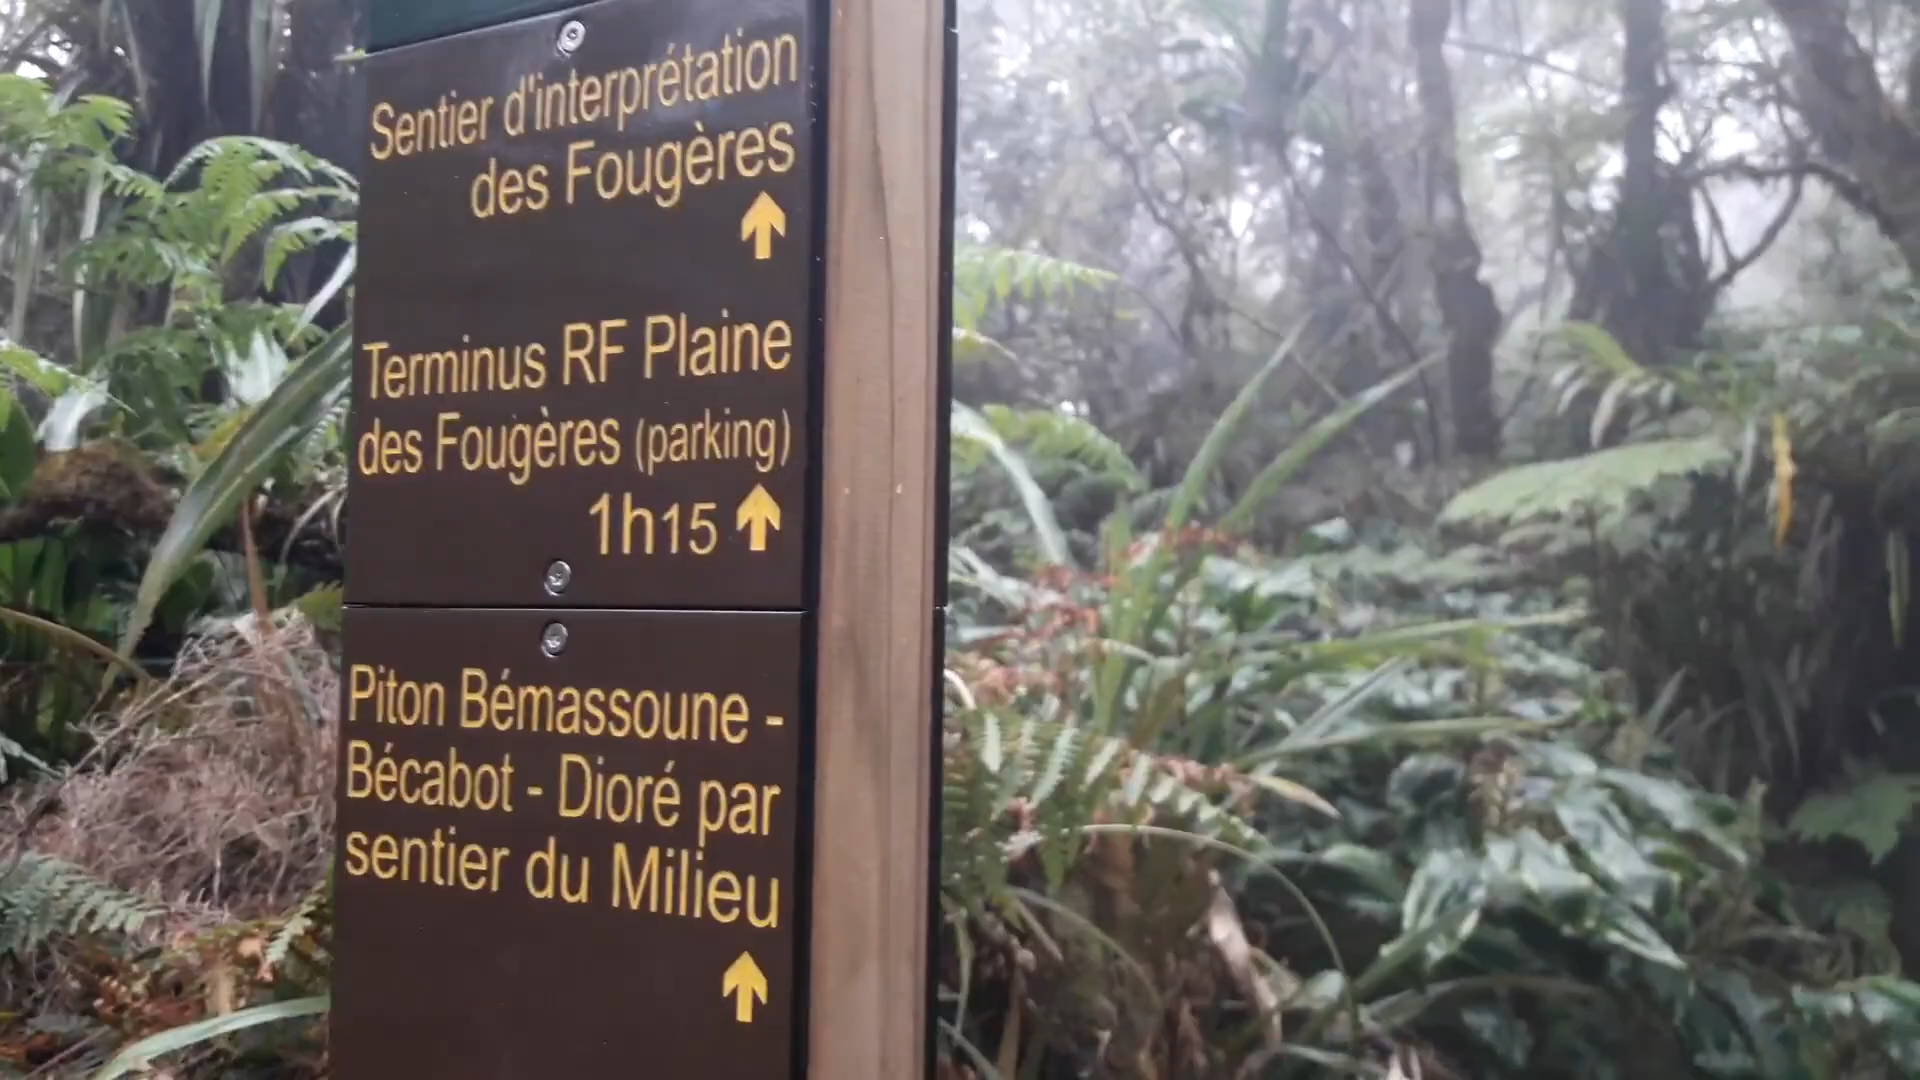 Sentier d'interprétation
des Fougères
Terminus RF Plaine
des Fougères (parking)
1h15
Piton Bémassoune -
Bécabot - Dioré par
sentier du Milieu